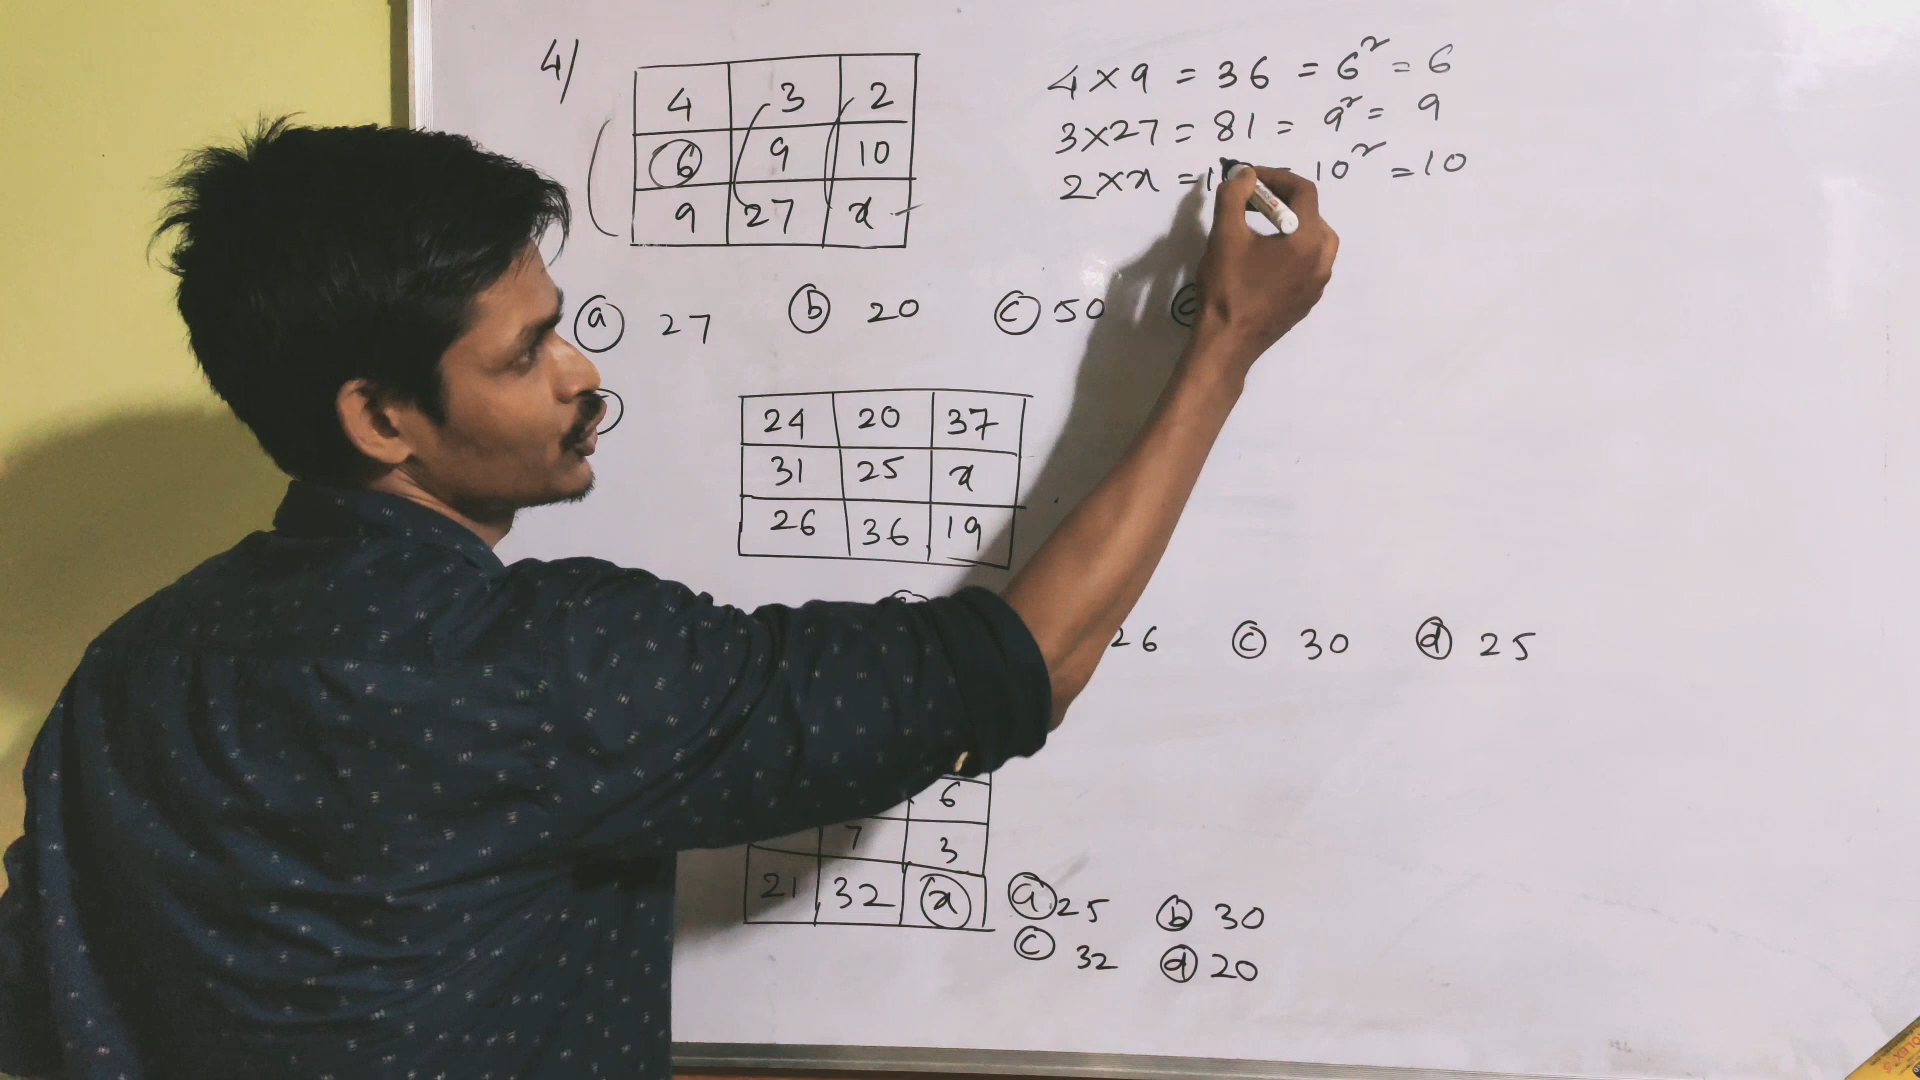 4/
4 3 2
6 9 10
9 27 x
4 × 9 = 36 = 6² = 6
3 × 27 = 81 = 9² = 9
2 × x = = 10² = 10
a 27 b 20 c 50
24 20 37
31 25 x
26 36 19
26 c 30 d 25
6
7 3
21 32 x
a 25 b 30
c 32 d 20